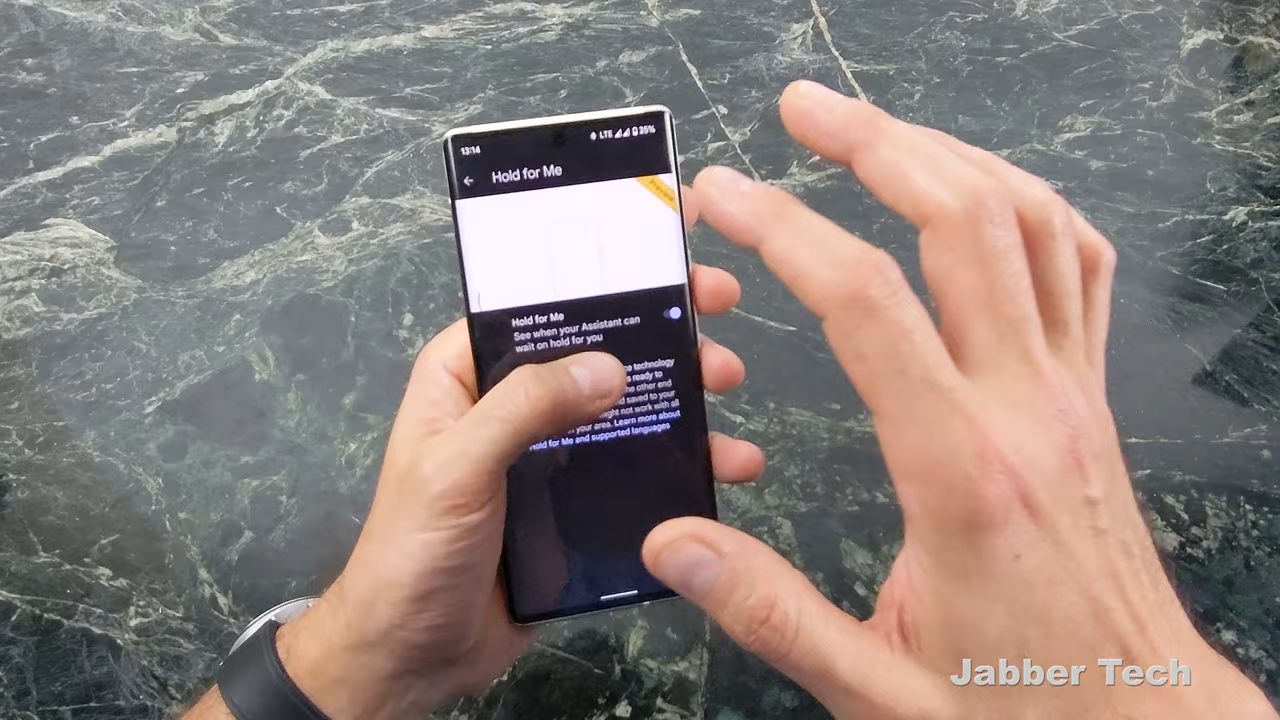 13:14
LTE 35%
Hold for Me
Preview
Hold for Me
See when your Assistant can
wait on hold for you
technology
ready to
the other end
saved to your
might not work with all
your area. Learn more about
Hold for Me and supported languages
Jabber Tech